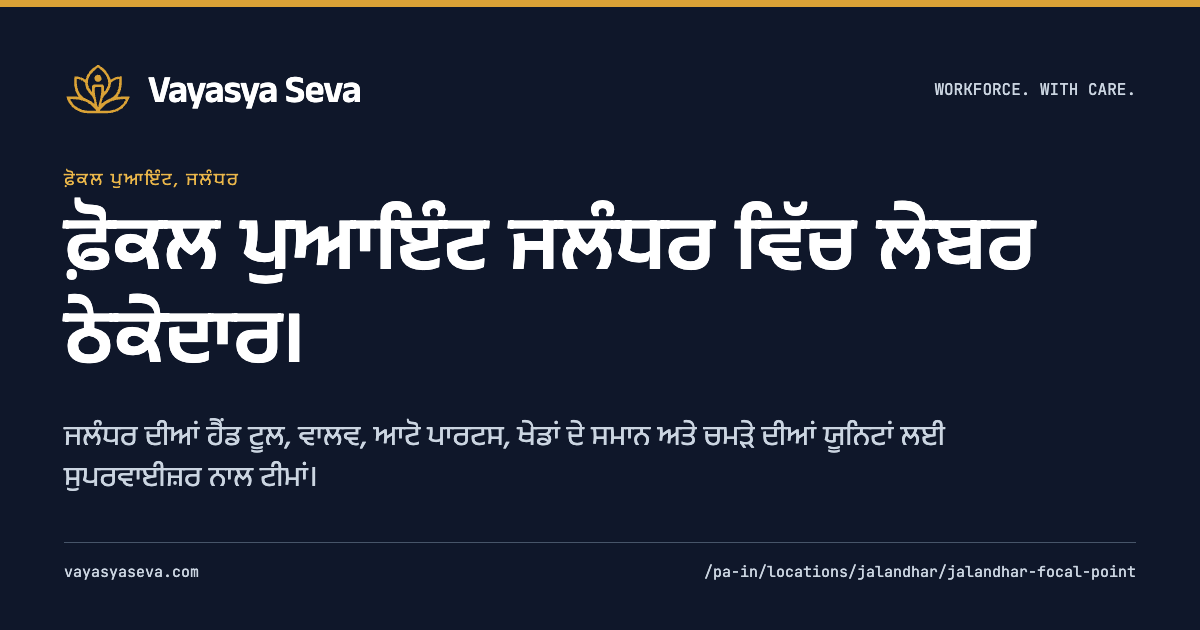 Vayasya Seva
WORKFORCE. WITH CARE.
ਫ਼ੋਕਲ ਪੁਆਇੰਟ, ਜਲੰਧਰ
ਫ਼ੋਕਲ ਪੁਆਇੰਟ ਜਲੰਧਰ ਵਿੱਚ ਲੇਬਰ
ਠੇਕੇਦਾਰ।
ਜਲੰਧਰ ਦੀਆਂ ਹੈਂਡ ਟੂਲ, ਵਾਲਵ, ਆਟੋ ਪਾਰਟਸ, ਖੇਡਾਂ ਦੇ ਸਮਾਨ ਅਤੇ ਚਮੜੇ ਦੀਆਂ ਯੂਨਿਟਾਂ ਲਈ
ਸੁਪਰਵਾਈਜ਼ਰ ਨਾਲ ਟੀਮਾਂ।
vayasyaseva.com
/pa-in/locations/jalandhar/jalandhar-focal-point